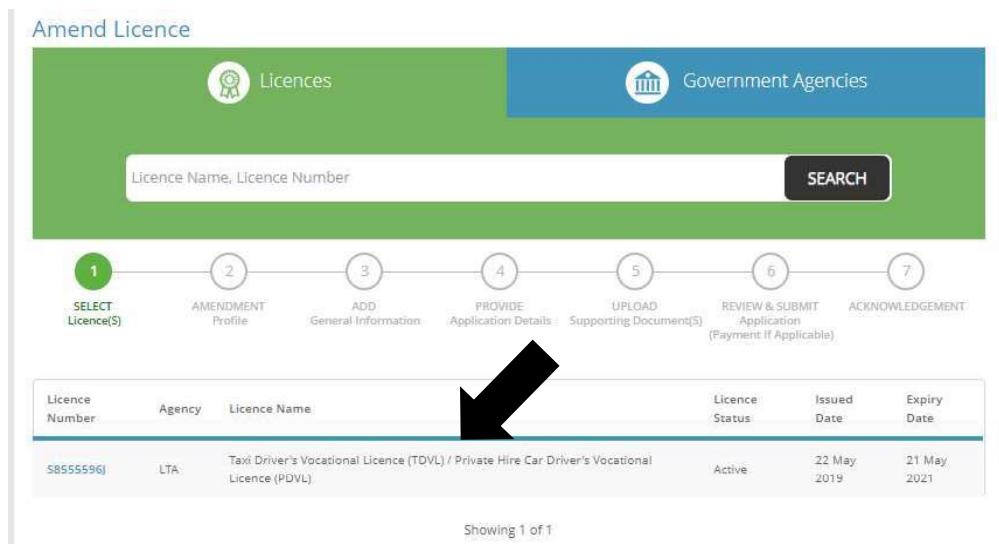 Amend Licence
Licences
Government Agencies
Licence Name, Licence Number
SEARCH
1
2
3
4
5
6
7
SELECT
Licence(S)
AMENDMENT
Profile
ADD
General Information
PROVIDE
Application Details
UPLOAD
Supporting Document(S)
REVIEW & SUBMIT
Application
(Payment If Applicable)
ACKNOWLEDGEMENT
Licence
Number
Agency
Licence Name
Licence
Status
Issued
Date
Expiry
Date
S8555596J
LTA
Taxi Driver's Vocational Licence (TDVL) / Private Hire Car Driver's Vocational
Licence (PDVL)
Active
22 May
2019
21 May
2021
Showing 1 of 1